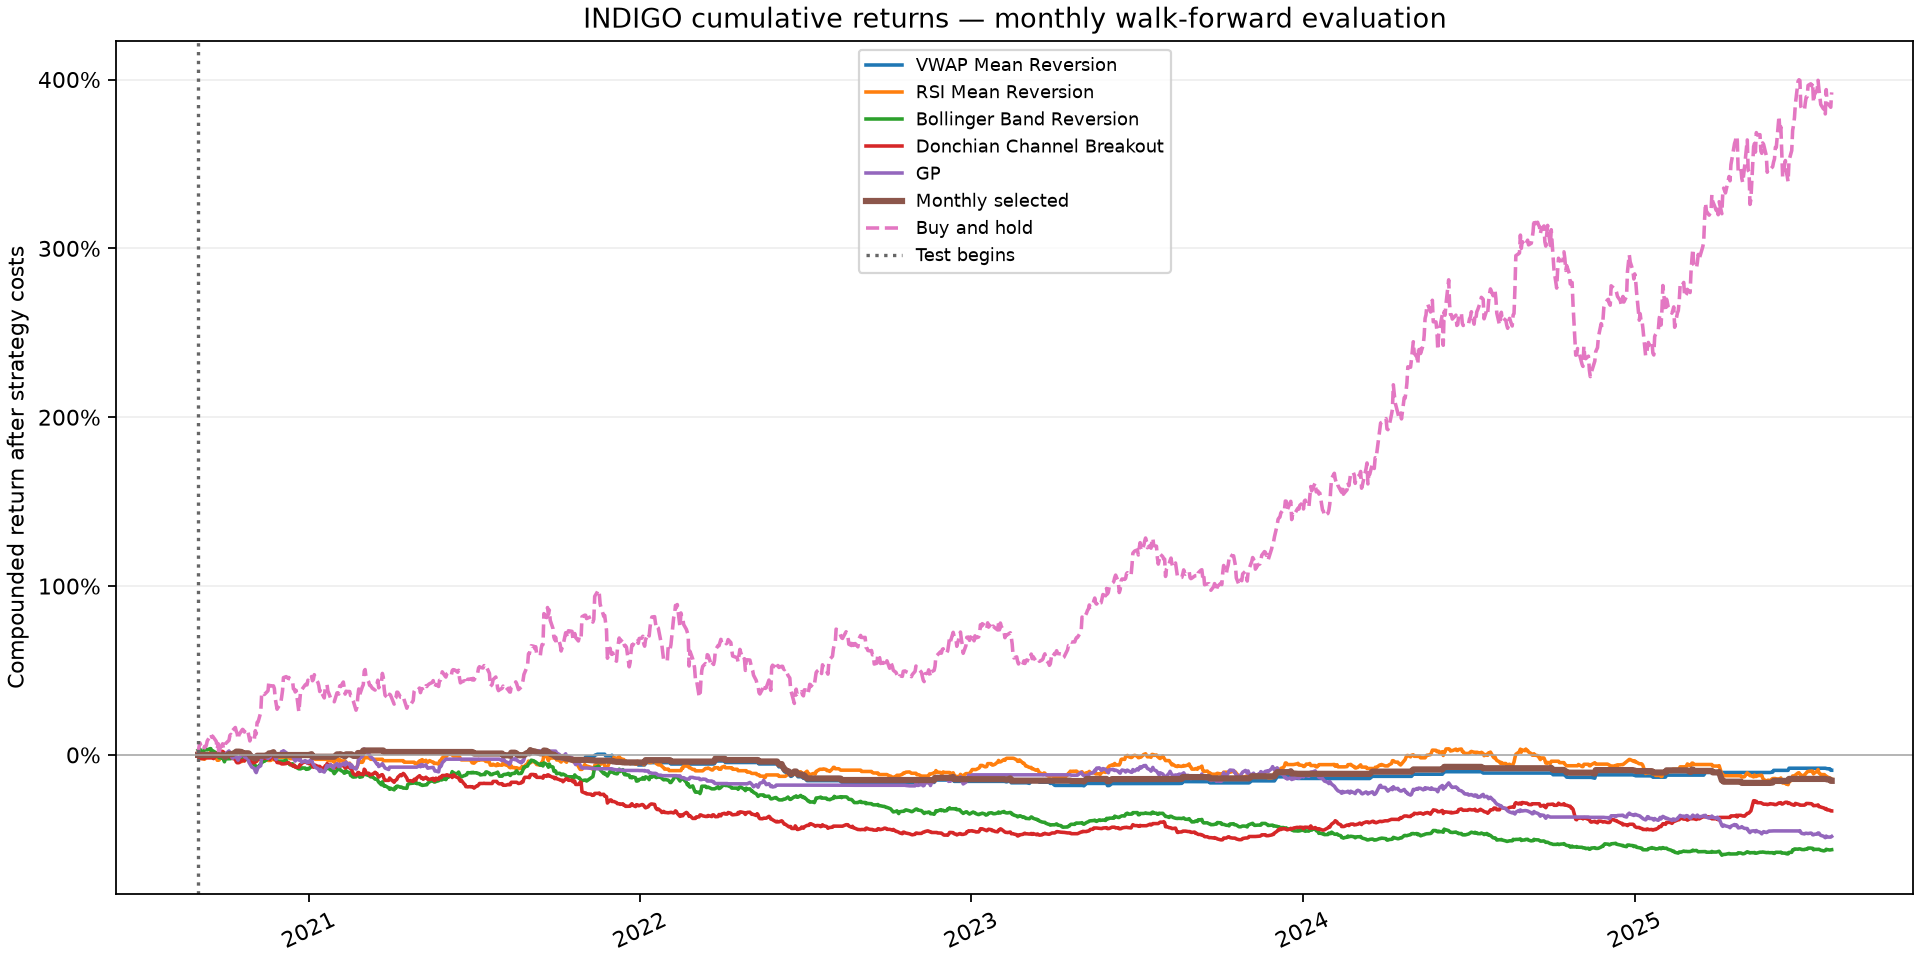 INDIGO cumulative returns — monthly walk-forward evaluation
Compounded return after strategy costs
400%
300%
200%
100%
0%
VWAP Mean Reversion
RSI Mean Reversion
Bollinger Band Reversion
Donchian Channel Breakout
GP
Monthly selected
Buy and hold
Test begins
2021
2022
2023
2024
2025